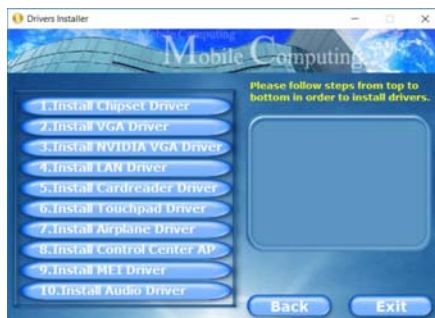 Drivers Installer
Mobile Computing
Mobile Computing
Please follow steps from top to
bottom in order to install drivers.
1.Install Chipset Driver
2.Install VGA Driver
3.Install NVIDIA VGA Driver
4.Install LAN Driver
5.Install Cardreader Driver
6.Install Touchpad Driver
7.Install Airplane Driver
8.Install Control Center AP
9.Install MEI Driver
10.Install Audio Driver
Back
Exit